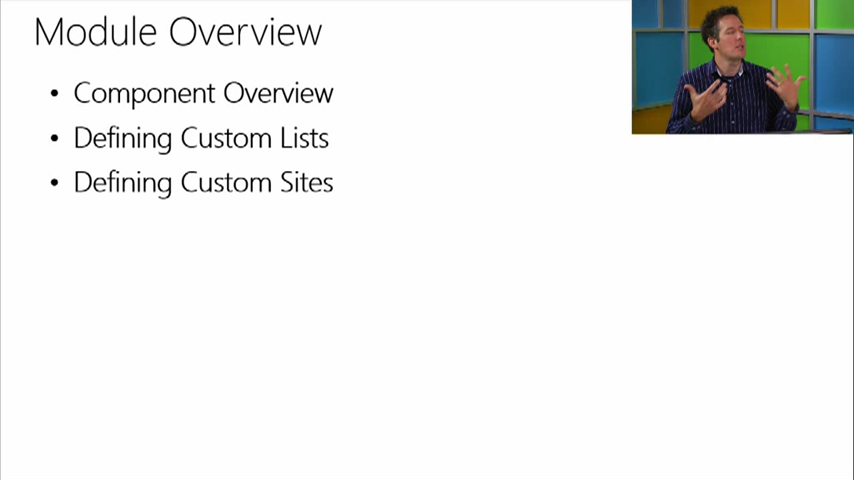 Module Overview
• Component Overview
• Defining Custom Lists
• Defining Custom Sites